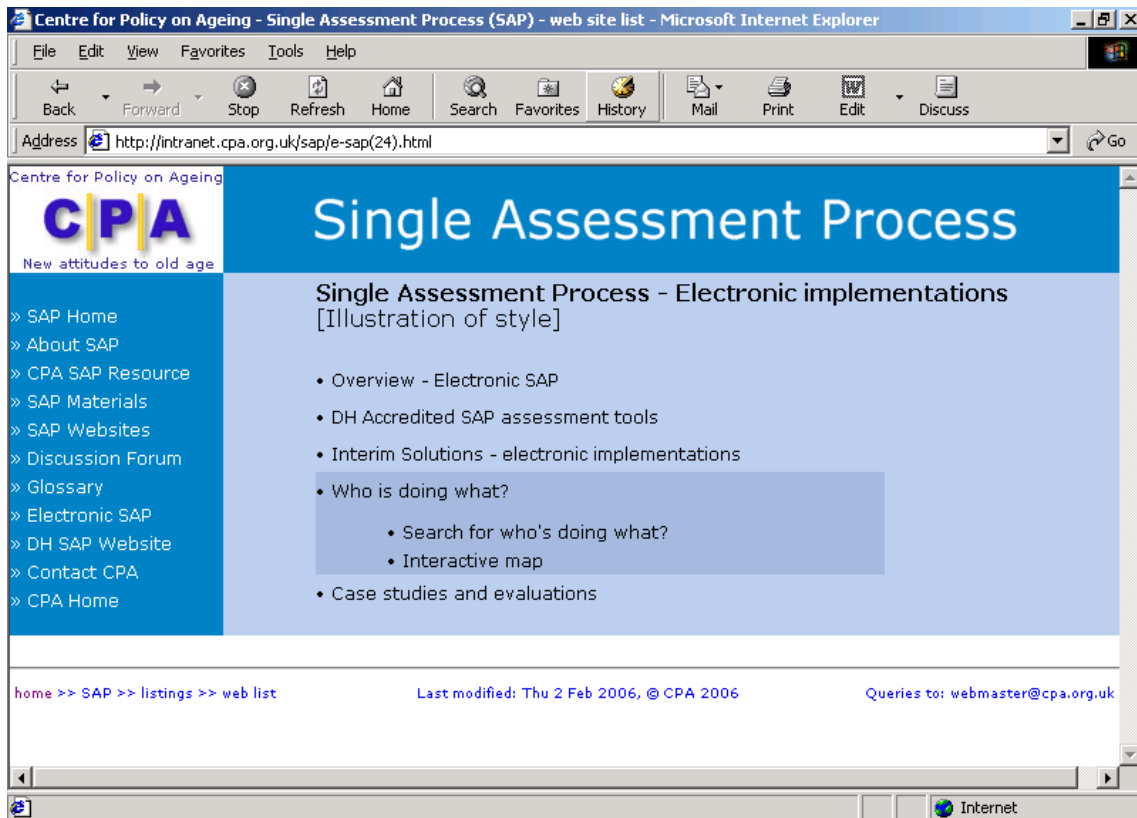 Centre for Policy on Ageing - Single Assessment Process (SAP) - web site list - Microsoft Internet Explorer
File Edit View Favorites Tools Help
Back Forward Stop Refresh Home Search Favorites History Mail Print Edit Discuss
Address http://intranet.cpa.org.uk/sap/e-sap(24).html Go
Centre for Policy on Ageing
C|P|A
New attitudes to old age
Single Assessment Process
Single Assessment Process - Electronic implementations
[Illustration of style]
» SAP Home
» About SAP
» CPA SAP Resource
» SAP Materials
» SAP Websites
» Discussion Forum
» Glossary
» Electronic SAP
» DH SAP Website
» Contact CPA
» CPA Home
• Overview - Electronic SAP
• DH Accredited SAP assessment tools
• Interim Solutions - electronic implementations
• Who is doing what?
• Search for who's doing what?
• Interactive map
• Case studies and evaluations
home >> SAP >> listings >> web list Last modified: Thu 2 Feb 2006, © CPA 2006 Queries to: webmaster@cpa.org.uk
Internet